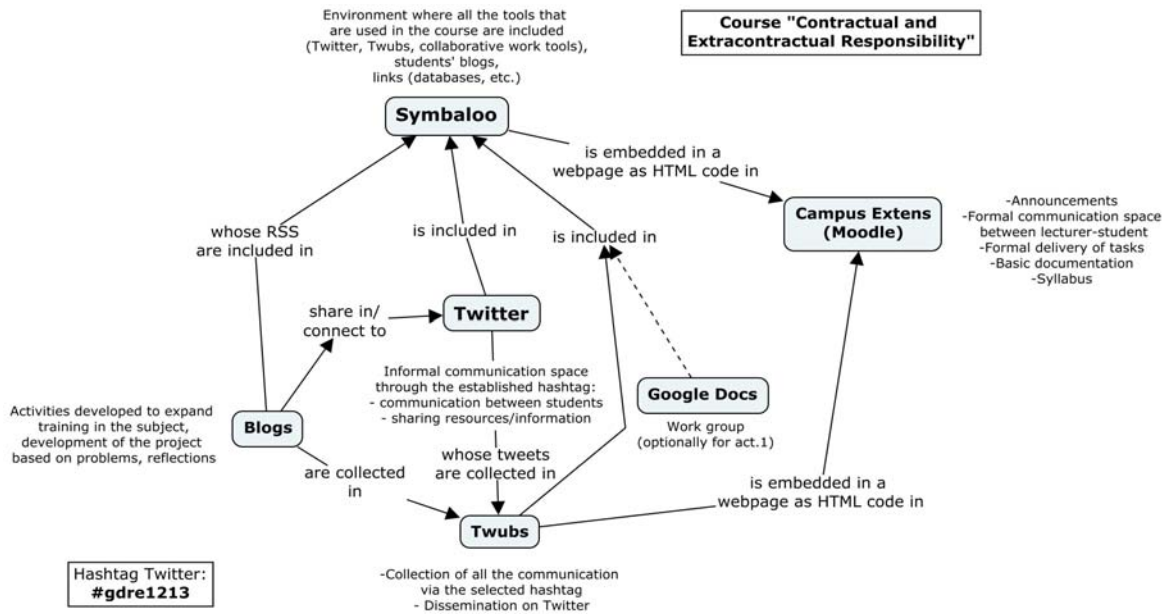 Environment where all the tools that
are used in the course are included
(Twitter, Twubs, collaborative work tools),
students' blogs,
links (databases, etc.)
Course "Contractual and
Extracontractual Responsibility"
Symbaloo
is embedded in a
webpage as HTML code in
Campus Extens
(Moodle)
-Announcements
-Formal communication space
between lecturer-student
-Formal delivery of tasks
-Basic documentation
-Syllabus
whose RSS
are included in
is included in
is included in
share in/
connect to
Twitter
Informal communication space
through the established hashtag:
- communication between students
- sharing resources/information
Google Docs
Work group
(optionally for act.1)
Activities developed to expand
training in the subject,
development of the project
based on problems, reflections
Blogs
are collected
in
whose tweets
are collected in
is embedded in a
webpage as HTML code in
Twubs
-Collection of all the communication
via the selected hashtag
- Dissemination on Twitter
Hashtag Twitter:
#gdre1213